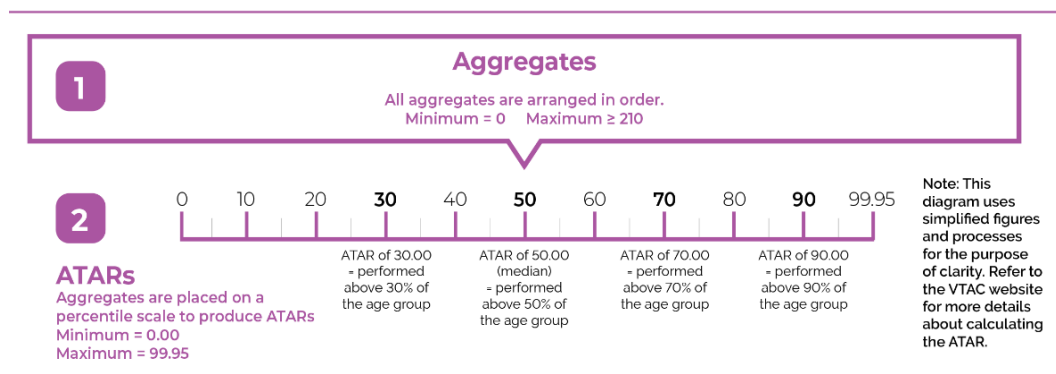 1
Aggregates
All aggregates are arranged in order.
Minimum = 0 Maximum ≥ 210
2
0 10 20 30 40 50 60 70 80 90 99.95
ATARs
Aggregates are placed on a
percentile scale to produce ATARs
Minimum = 0.00
Maximum = 99.95
ATAR of 30.00
= performed
above 30% of
the age group
ATAR of 50.00
(median)
= performed
above 50% of
the age group
ATAR of 70.00
= performed
above 70% of
the age group
ATAR of 90.00
= performed
above 90% of
the age group
Note: This
diagram uses
simplified figures
and processes
for the purpose
of clarity. Refer to
the VTAC website
for more details
about calculating
the ATAR.